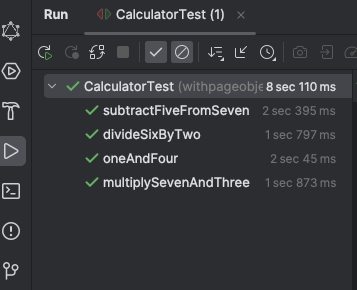 Run CalculatorTest (1)
CalculatorTest (withpageobje 8 sec 110 ms
subtractFiveFromSeven 2 sec 395 ms
divideSixByTwo 1 sec 797 ms
oneAndFour 2 sec 45 ms
multiplySevenAndThree 1 sec 873 ms